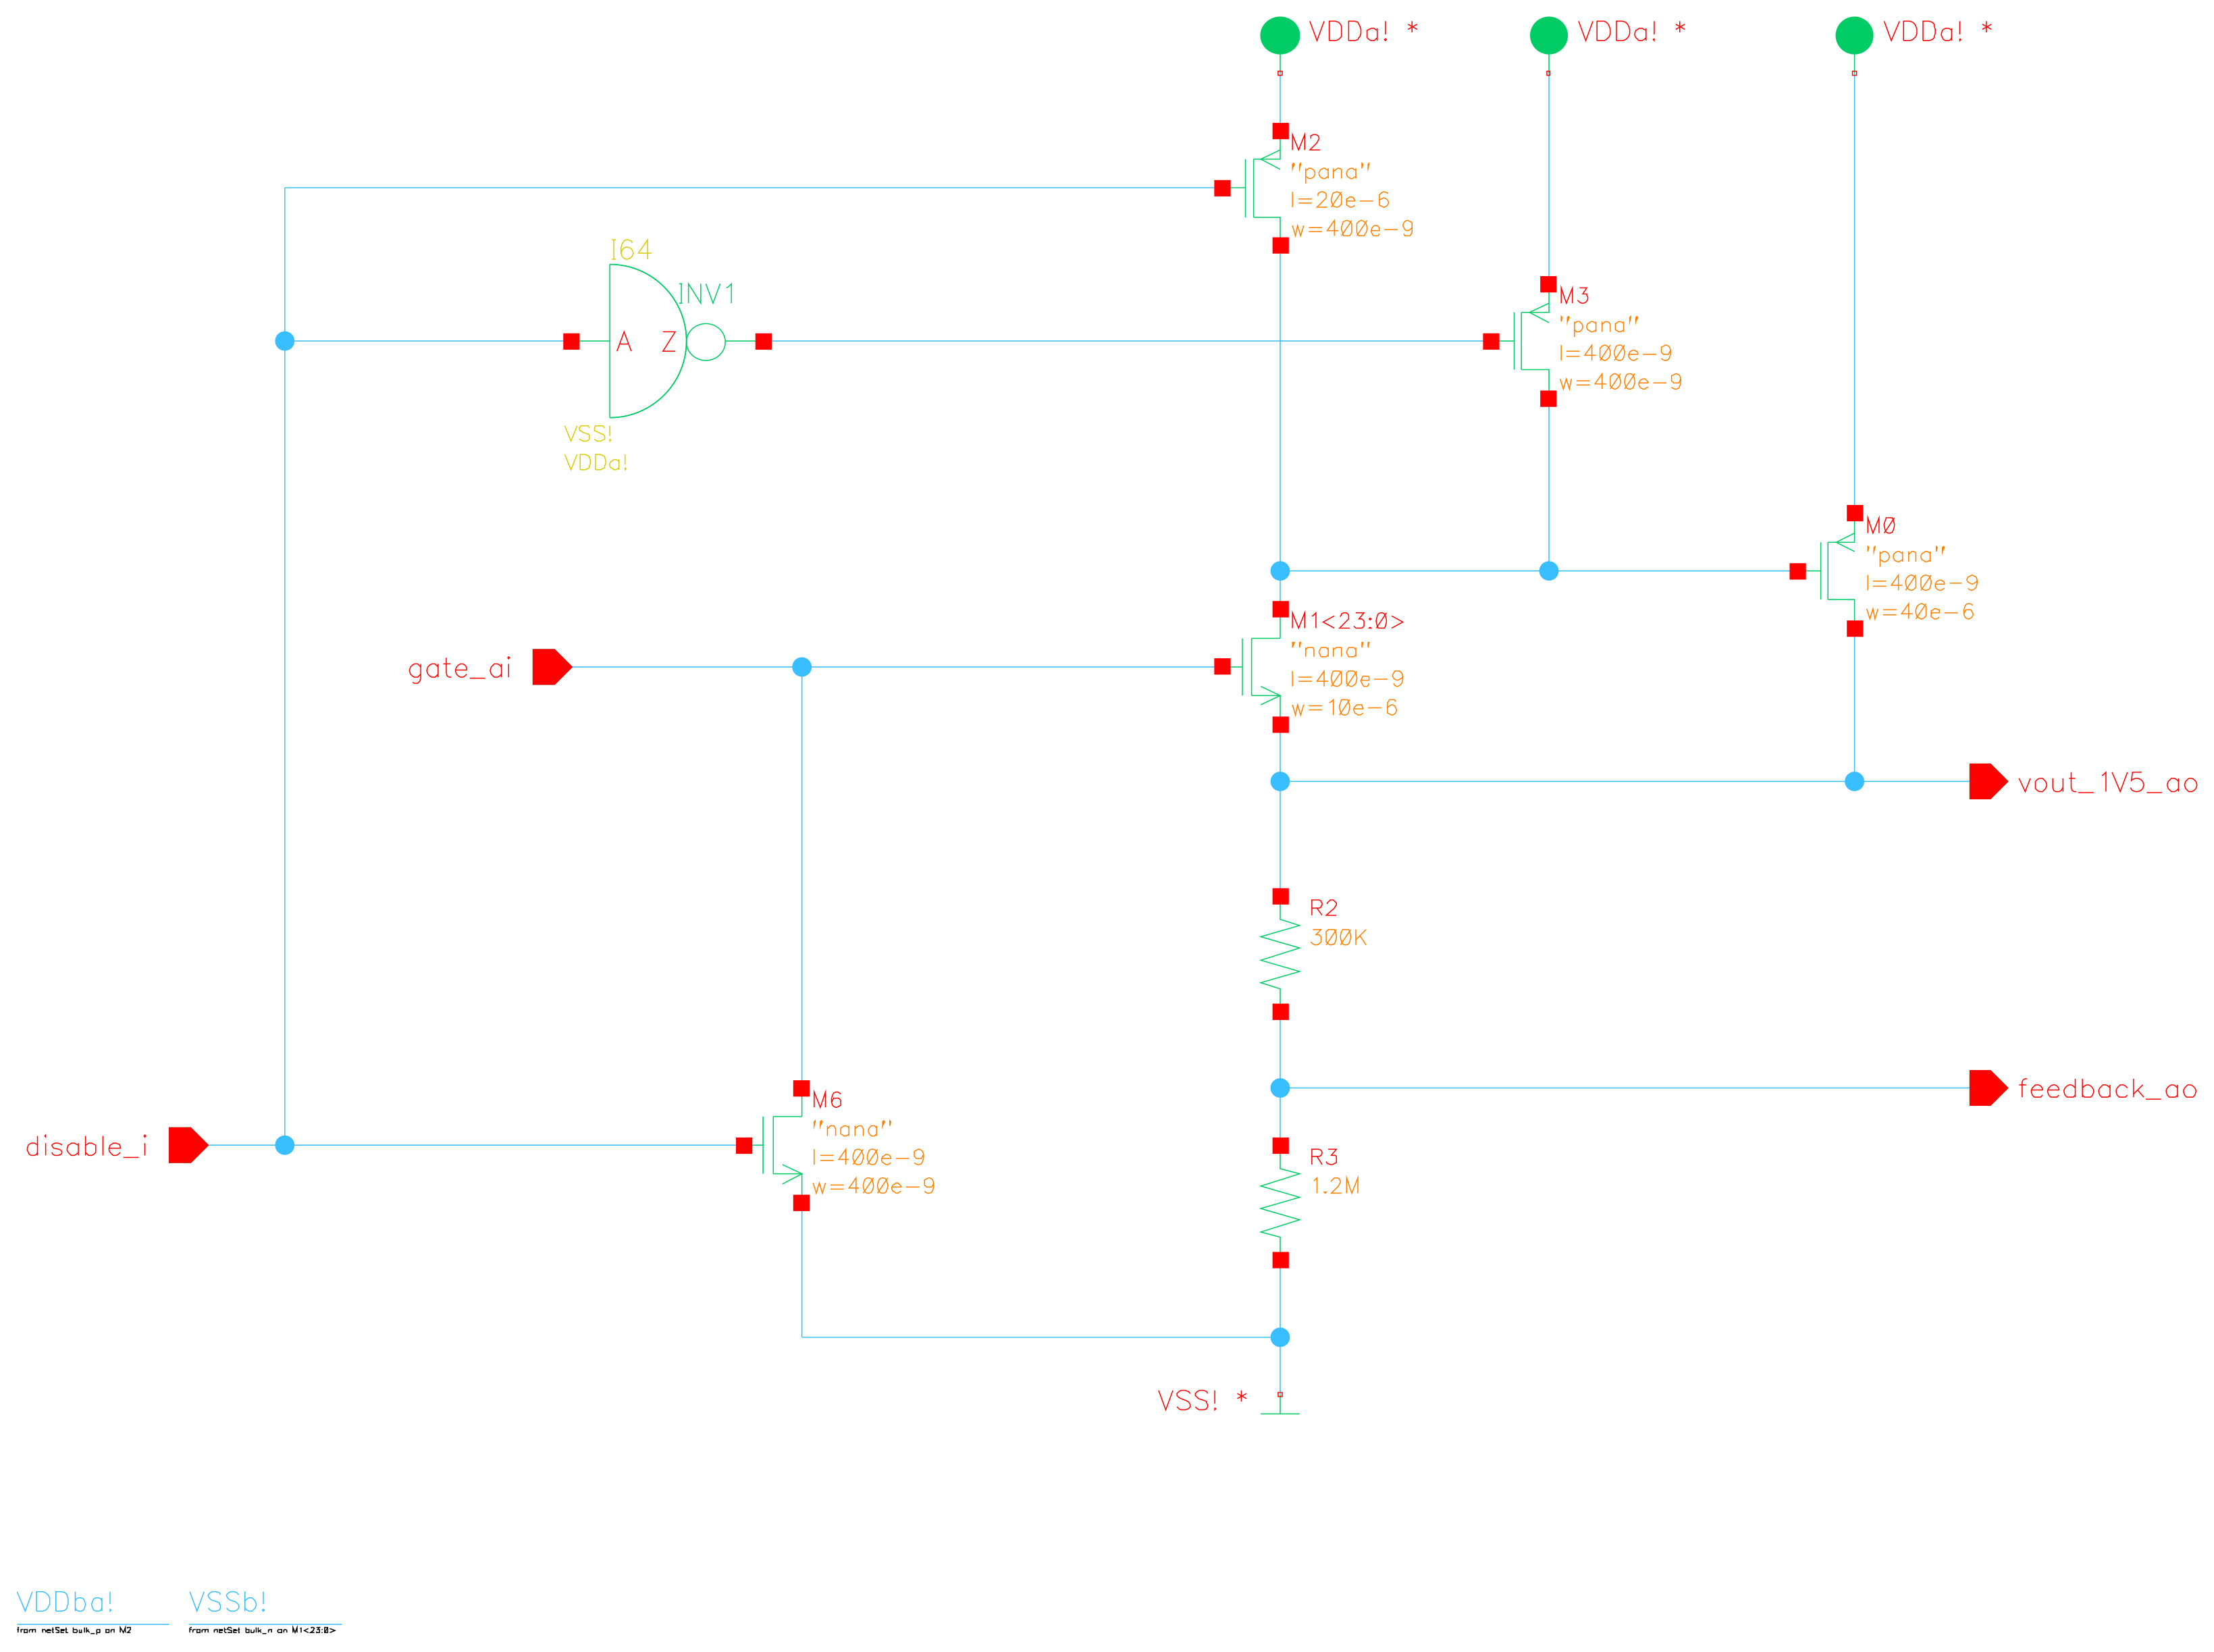 VDDa! *
VDDa! *
VDDa! *
M2
"pana"
l=20e-6
w=400e-9
I64
INV1
A
Z
VSS!
VDDa!
M3
"pana"
l=400e-9
w=400e-9
M0
"pana"
l=400e-9
w=40e-6
M1<23:0>
"nana"
l=400e-9
w=10e-6
gate_ai
vout_1V5_ao
R2
300K
feedback_ao
M6
"nana"
l=400e-9
w=400e-9
disable_i
R3
1.2M
VSS! *
VDDba!
from netSet bulk_p on M2
VSSb!
from netSet bulk_n on M1<23:0>